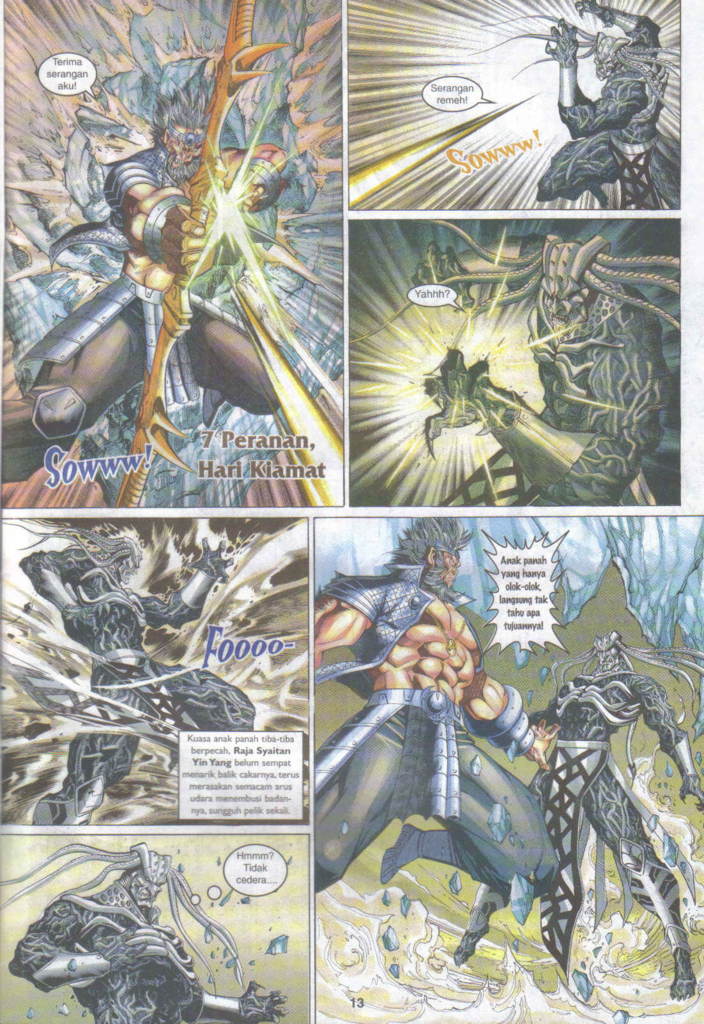 Terima
serangan
aku!
Sowww!
7 Peranan,
Hari Kiamat
Serangan
remeh!
Sowww!
Yahhh?
Foooo-
Kuasa anak panah tiba-tiba
berpecah, Raja Syaitan
Yin Yang belum sempat
menarik balik cakarnya, terus
merasakan semacam arus
udara menembusi badan-
nya, sungguh pelik sekali.
Hmmm?
Tidak
cedera....
Anak panah
yang hanya
olok-olok,
langsung tak
tahu apa
tujuannya!
13